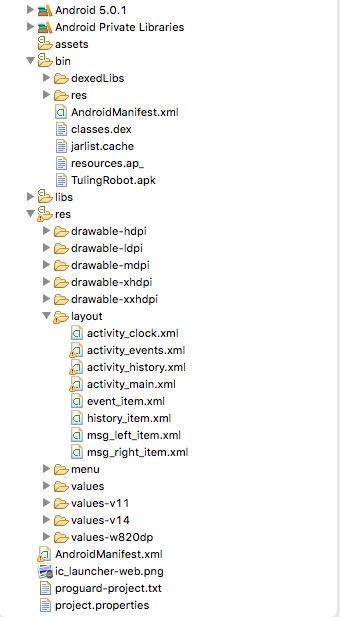 Android 5.0.1
Android Private Libraries
assets
bin
dexedLibs
res
AndroidManifest.xml
classes.dex
jarlist.cache
resources.ap_
TulingRobot.apk
libs
res
drawable-hdpi
drawable-ldpi
drawable-mdpi
drawable-xhdpi
drawable-xxhdpi
layout
activity_clock.xml
activity_events.xml
activity_history.xml
activity_main.xml
event_item.xml
history_item.xml
msg_left_item.xml
msg_right_item.xml
menu
values
values-v11
values-v14
values-w820dp
AndroidManifest.xml
ic_launcher-web.png
proguard-project.txt
project.properties